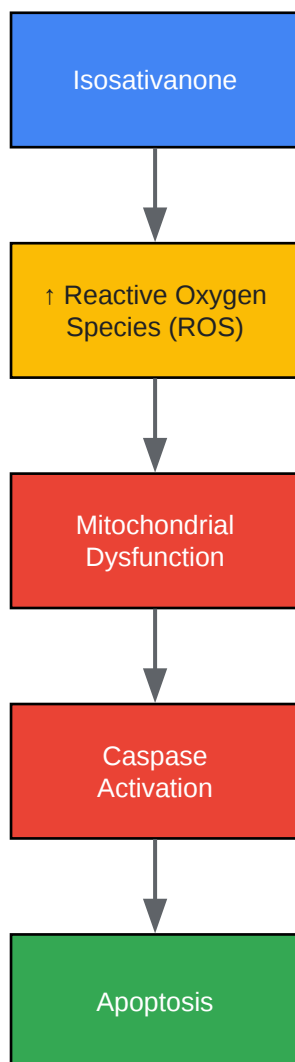 Isosativanone
↑ Reactive Oxygen
Species (ROS)
Mitochondrial
Dysfunction
Caspase
Activation
Apoptosis